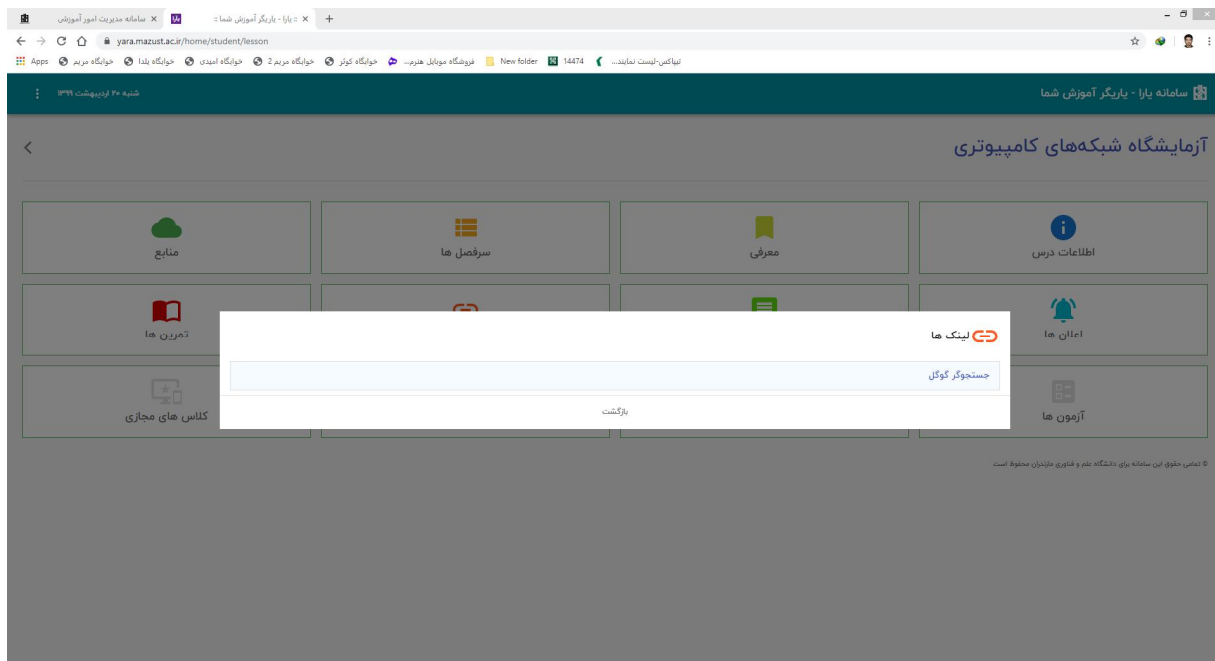 سامانه مدیریت امور آموزشی
:: یارا - یاریگر آموزش شما ::
yara.mazust.ac.ir/home/student/lesson
Apps خوابگاه مریم خوابگاه یلدا خوابگاه امیدی خوابگاه مریم 2 خوابگاه کوثر فروشگاه موبایل هنرم... New folder 14474 تیپاکس-لیست نمایند...
سامانه یارا - یاریگر آموزش شما
شنبه ۲۰ اردیبهشت ۱۳۹۹
آزمایشگاه شبکه‌های کامپیوتری
اطلاعات درس
معرفی
سرفصل ها
منابع
اعلان ها
تمرین ها
لینک ها
جستجوگر گوگل
بازگشت
آزمون ها
کلاس های مجازی
© تمامی حقوق این سامانه برای دانشگاه علم و فناوری مازندران محفوظ است